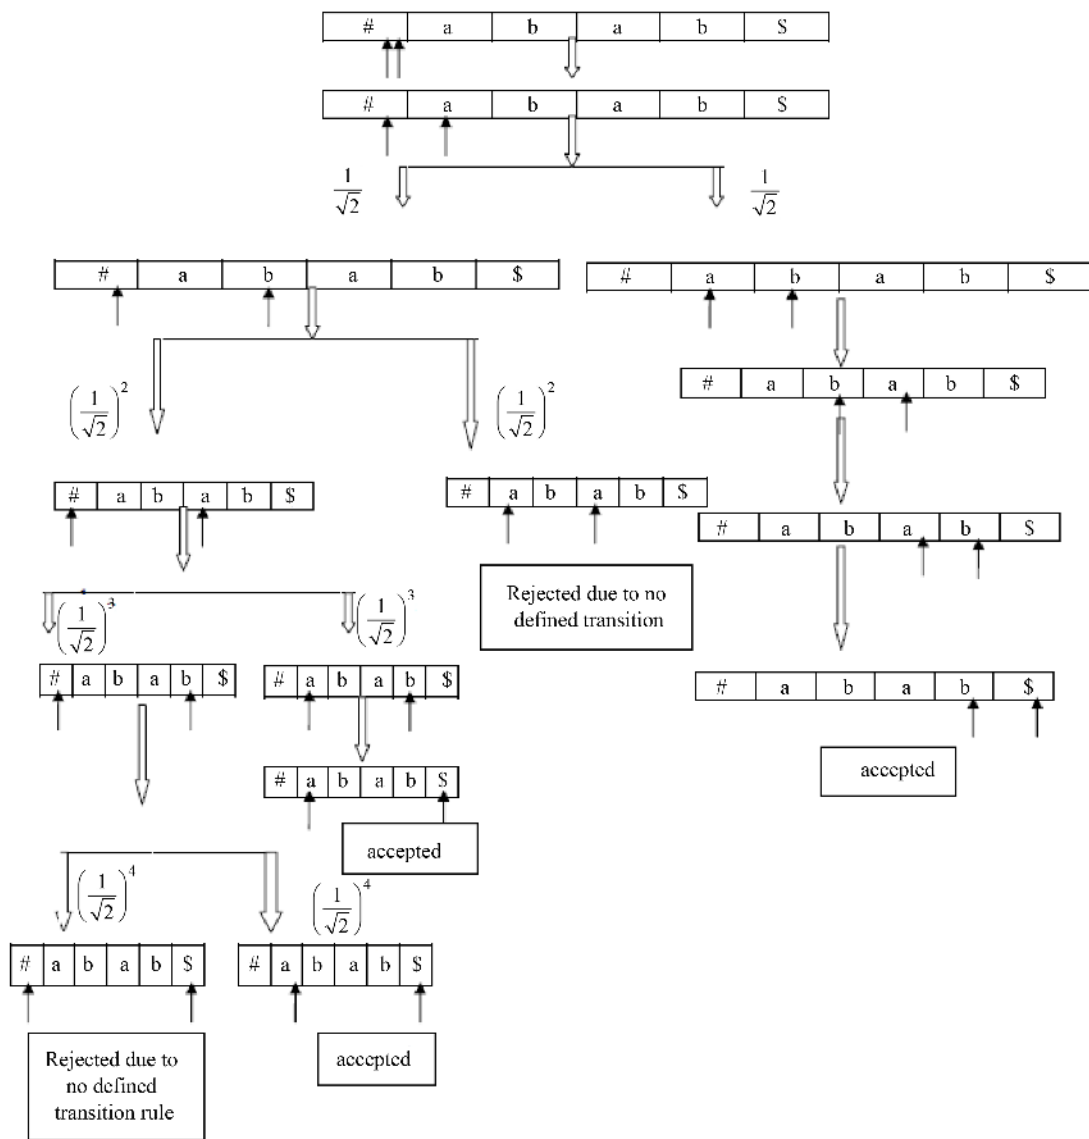 # a b a b $
# a b a b $
1/√2 1/√2
# a b a b $ # a b a b $
(1/√2)² (1/√2)² # a b a b $
# a b a b $ # a b a b $ # a b a b $
(1/√2)³ (1/√2)³ Rejected due to no
defined transition
# a b a b $ # a b a b $ # a b a b $
# a b a b $ accepted
accepted
(1/√2)⁴ (1/√2)⁴
# a b a b $ # a b a b $
Rejected due to accepted
no defined
transition rule